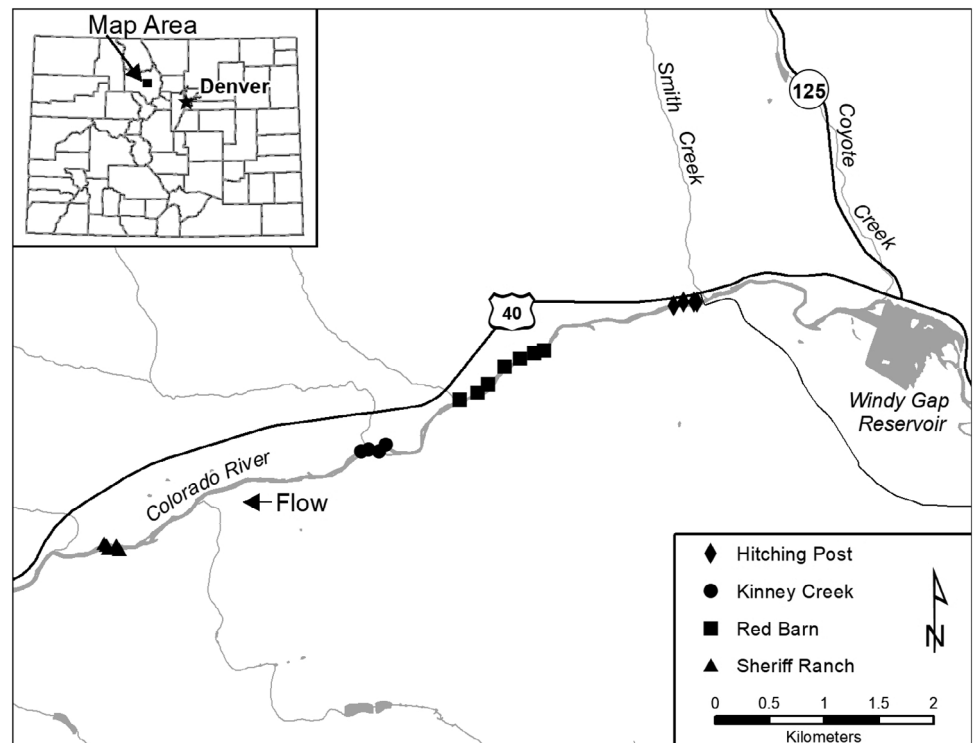 Map Area
Denver
Smith
Creek
125
Coyote
Creek
40
Windy Gap
Reservoir
Colorado River
Flow
Hitching Post
Kinney Creek
Red Barn
Sheriff Ranch
N
0 0.5 1 1.5 2
Kilometers